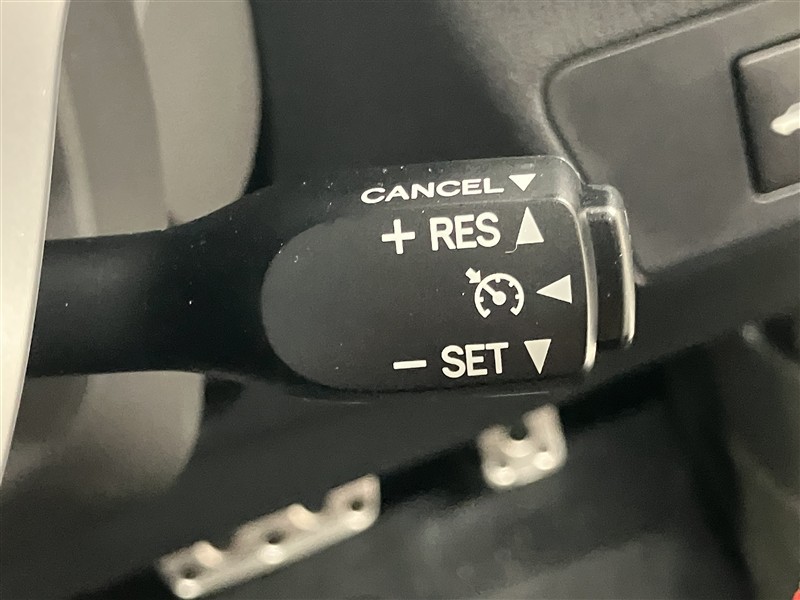 CANCEL▼
+ RES ▲
◀
− SET ▼